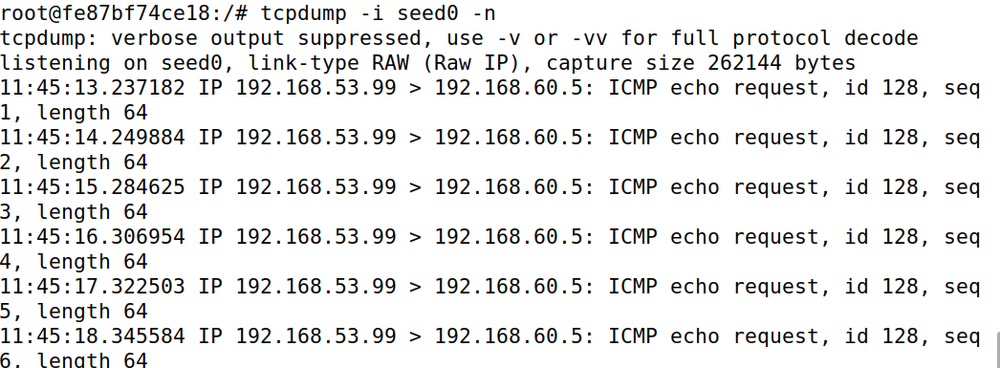 root@fe87bf74ce18:/# tcpdump -i seed0 -n
tcpdump: verbose output suppressed, use -v or -vv for full protocol decode
listening on seed0, link-type RAW (Raw IP), capture size 262144 bytes
11:45:13.237182 IP 192.168.53.99 > 192.168.60.5: ICMP echo request, id 128, seq
1, length 64
11:45:14.249884 IP 192.168.53.99 > 192.168.60.5: ICMP echo request, id 128, seq
2, length 64
11:45:15.284625 IP 192.168.53.99 > 192.168.60.5: ICMP echo request, id 128, seq
3, length 64
11:45:16.306954 IP 192.168.53.99 > 192.168.60.5: ICMP echo request, id 128, seq
4, length 64
11:45:17.322503 IP 192.168.53.99 > 192.168.60.5: ICMP echo request, id 128, seq
5, length 64
11:45:18.345584 IP 192.168.53.99 > 192.168.60.5: ICMP echo request, id 128, seq
6, length 64